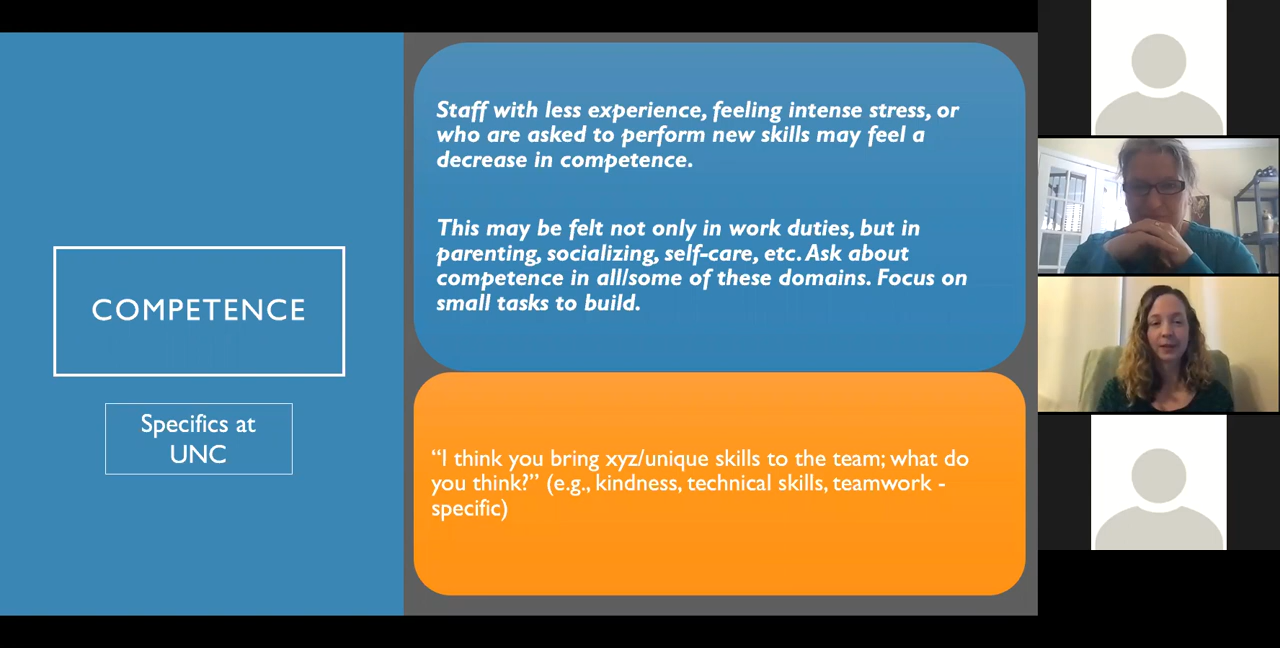 COMPETENCE
Specifics at
UNC
Staff with less experience, feeling intense stress, or
who are asked to perform new skills may feel a
decrease in competence.
This may be felt not only in work duties, but in
parenting, socializing, self-care, etc. Ask about
competence in all/some of these domains. Focus on
small tasks to build.
“I think you bring xyz/unique skills to the team; what do
you think?” (e.g., kindness, technical skills, teamwork -
specific)